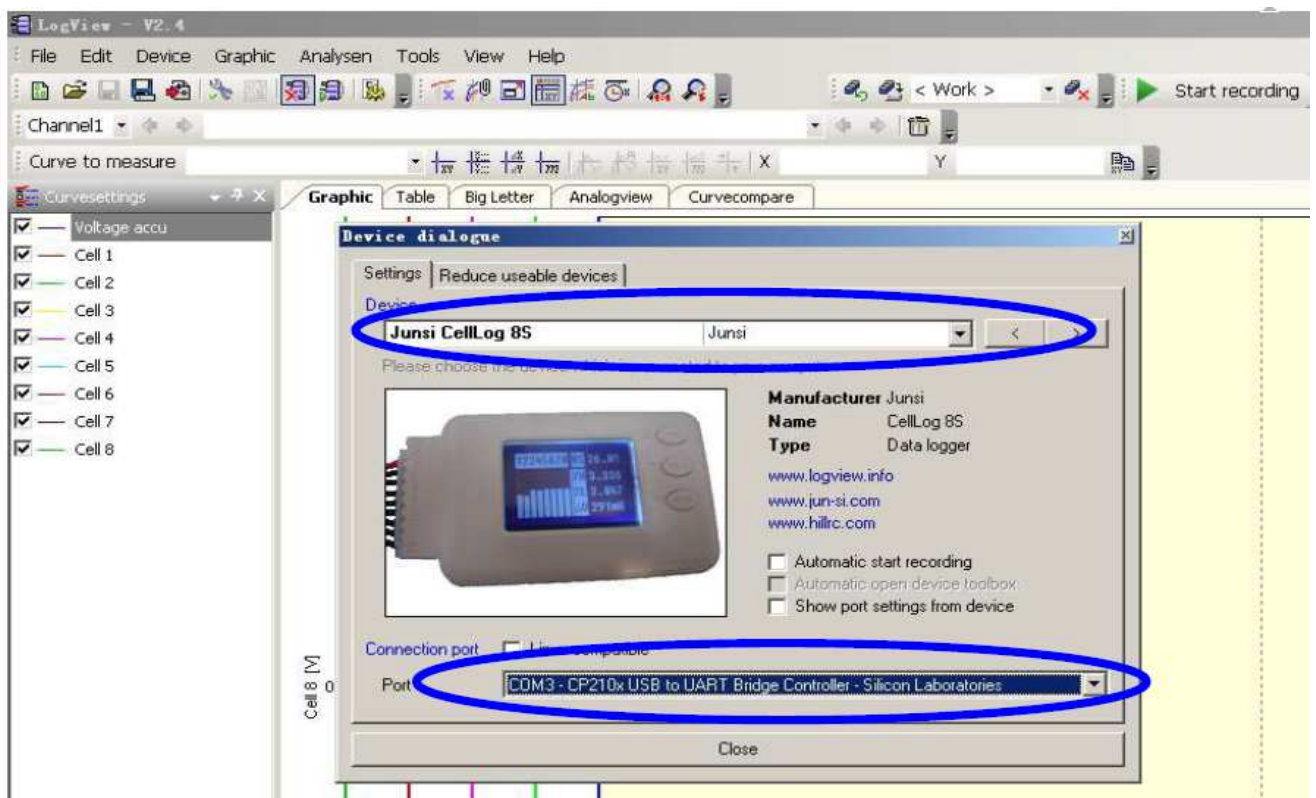 LogView - V2.4
File Edit Device Graphic Analysen Tools View Help
< Work > Start recording
Channel1
Curve to measure X Y
Curvesettings
Graphic Table Big Letter Analogview Curvecompare
Voltage accu
Cell 1
Cell 2
Cell 3
Cell 4
Cell 5
Cell 6
Cell 7
Cell 8
Device dialogue
Settings Reduce useable devices
Device
Junsi CellLog 8S Junsi < >
Please choose the
Manufacturer Junsi
Name CellLog 8S
Type Data logger
www.logview.info
www.jun-si.com
www.hillrc.com
Automatic start recording
Automatic open device toolbox
Show port settings from device
Connection port
Cell 8 [V]
0
Port COM3 - CP210x USB to UART Bridge Controller - Silicon Laboratories
Close